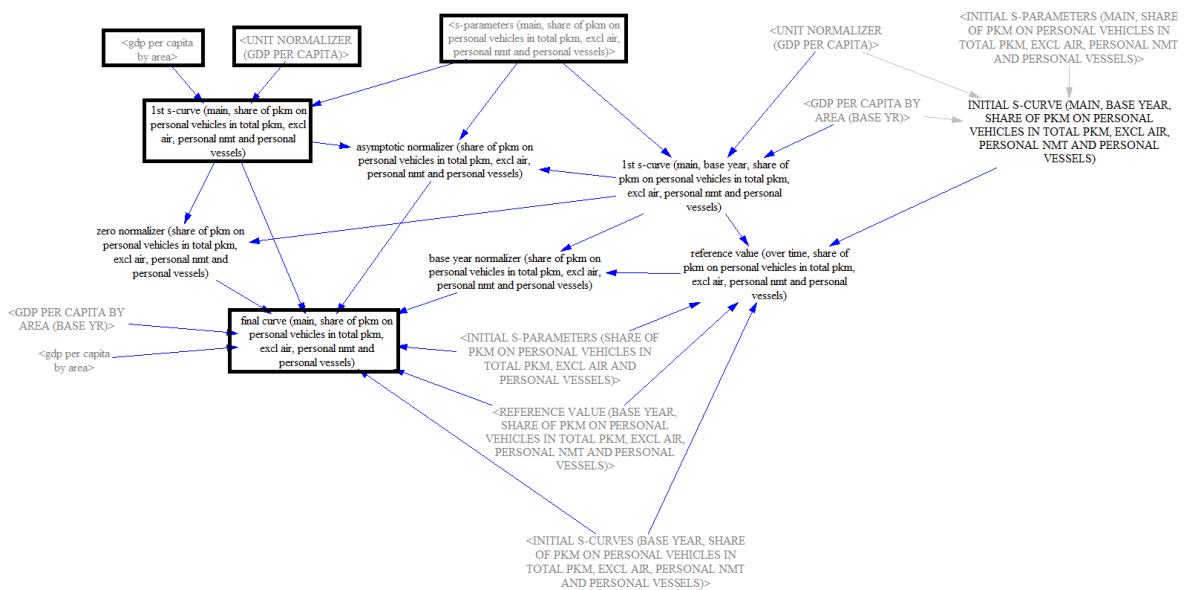 <gdp per capita
by area>
<UNIT NORMALIZER
(GDP PER CAPITA)>
<s-parameters (main, share of pkm on
personal vehicles in total pkm, excl air,
personal nmt and personal vessels)>
<UNIT NORMALIZER
(GDP PER CAPITA)>
<INITIAL S-PARAMETERS (MAIN, SHARE
OF PKM ON PERSONAL VEHICLES IN
TOTAL PKM, EXCL AIR, PERSONAL NMT
AND PERSONAL VESSELS)>
1st s-curve (main, share of pkm on
personal vehicles in total pkm, excl
air, personal nmt and personal
vessels)
<GDP PER CAPITA BY
AREA (BASE YR)>
INITIAL S-CURVE (MAIN, BASE YEAR,
SHARE OF PKM ON PERSONAL
VEHICLES IN TOTAL PKM, EXCL AIR,
PERSONAL NMT AND PERSONAL
VESSELS)
asymptotic normalizer (share of pkm on
personal vehicles in total pkm, excl air,
personal nmt and personal vessels)
1st s-curve (main, base year, share of
pkm on personal vehicles in total pkm,
excl air, personal nmt and personal
vessels)
zero normalizer (share of pkm on
personal vehicles in total pkm,
excl air, personal nmt and
personal vessels)
base year normalizer (share of pkm on
personal vehicles in total pkm, excl air,
personal nmt and personal vessels)
reference value (over time, share of
pkm on personal vehicles in total pkm,
excl air, personal nmt and personal
vessels)
<GDP PER CAPITA BY
AREA (BASE YR)>
final curve (main, share of pkm on
personal vehicles in total pkm,
excl air, personal nmt and
personal vessels)
<gdp per capita
by area>
<INITIAL S-PARAMETERS (SHARE OF
PKM ON PERSONAL VEHICLES IN
TOTAL PKM, EXCL AIR AND
PERSONAL VESSELS)>
<REFERENCE VALUE (BASE YEAR,
SHARE OF PKM ON PERSONAL
VEHICLES IN TOTAL PKM, EXCL AIR,
PERSONAL NMT AND PERSONAL
VESSELS)>
<INITIAL S-CURVES (BASE YEAR, SHARE
OF PKM ON PERSONAL VEHICLES IN
TOTAL PKM, EXCL AIR, PERSONAL NMT
AND PERSONAL VESSELS)>